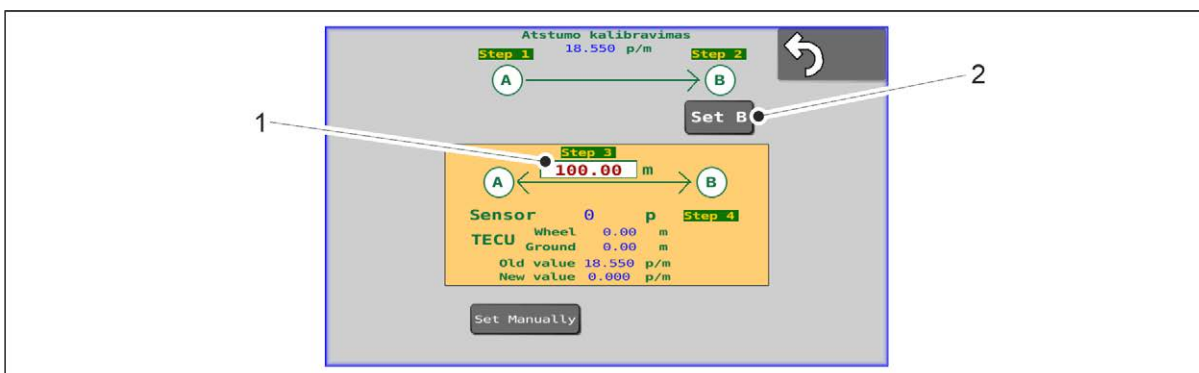 Atstumo kalibravimas
18.550 p/m
Step 1
Step 2
A
B
2
Set B
1
Step 3
100.00 m
A
B
Sensor 0 p Step 4
TECU Wheel 0.00 m
Ground 0.00 m
Old value 18.550 p/m
New value 0.000 p/m
Set Manually